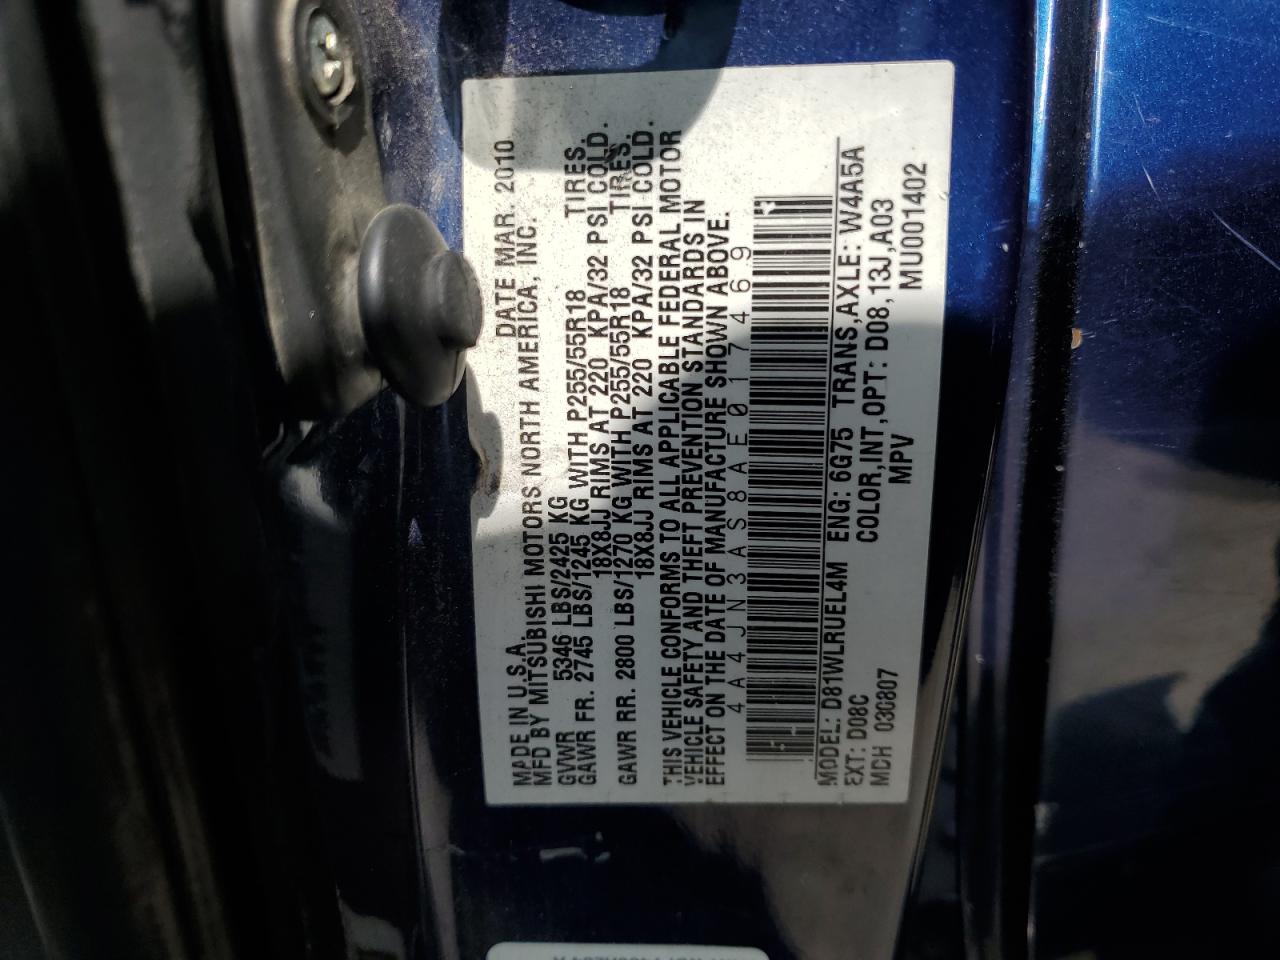 MADE IN U.S.A. DATE MAR. 2010
MFD BY MITSUBISHI MOTORS NORTH AMERICA, INC.
GVWR 5346 LBS/2425 KG
GAWR FR. 2745 LBS/1245 KG WITH P255/55R18 TIRES.
18X8JJ RIMS AT 220 KPA/32 PSI COLD.
GAWR RR. 2800 LBS/1270 KG WITH P255/55R18 TIRES.
18X8JJ RIMS AT 220 KPA/32 PSI COLD.
THIS VEHICLE CONFORMS TO ALL APPLICABLE FEDERAL MOTOR
VEHICLE SAFETY AND THEFT PREVENTION STANDARDS IN
EFFECT ON THE DATE OF MANUFACTURE SHOWN ABOVE.
4A4JN3AS8AE017469
MODEL: D81WLRUEL4M ENG: 6G75 TRANS,AXLE: W4A5A
EXT: D08C COLOR,INT,OPT: D08,13J,A03
MDH 030807 MPV MU001402